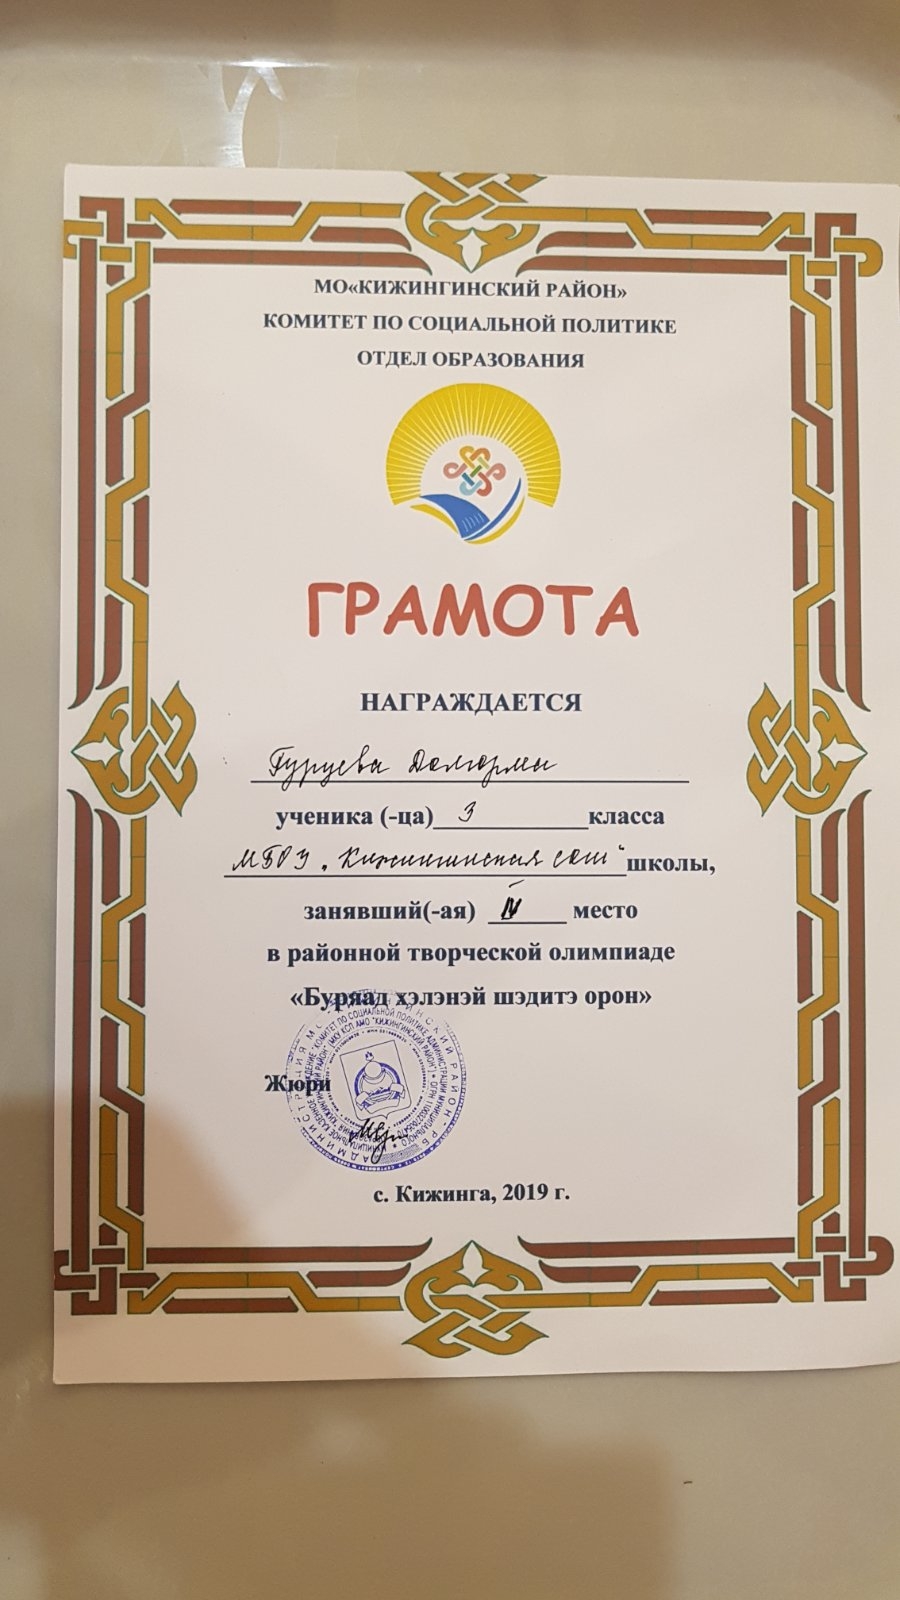 МО«КИЖИНГИНСКИЙ РАЙОН»
КОМИТЕТ ПО СОЦИАЛЬНОЙ ПОЛИТИКЕ
ОТДЕЛ ОБРАЗОВАНИЯ
ГРАМОТА
НАГРАЖДАЕТСЯ
Гуруева Долгорма
ученика (-ца) 3 класса
МБОУ „Кижингинская сош" школы,
занявший(-ая) IV место
в районной творческой олимпиаде
«Буряад хэлэнэй шэдитэ орон»
Жюри
с. Кижинга, 2019 г.